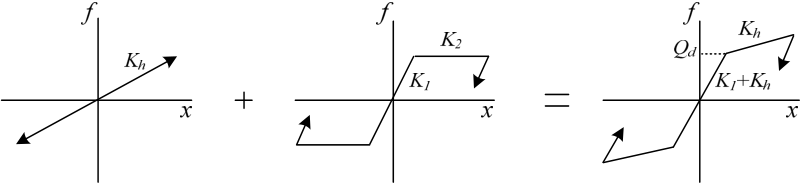 f
K_h
x
+
f
K_2
K_1
x
=
f
K_h
Q_d
K_1+K_h
x